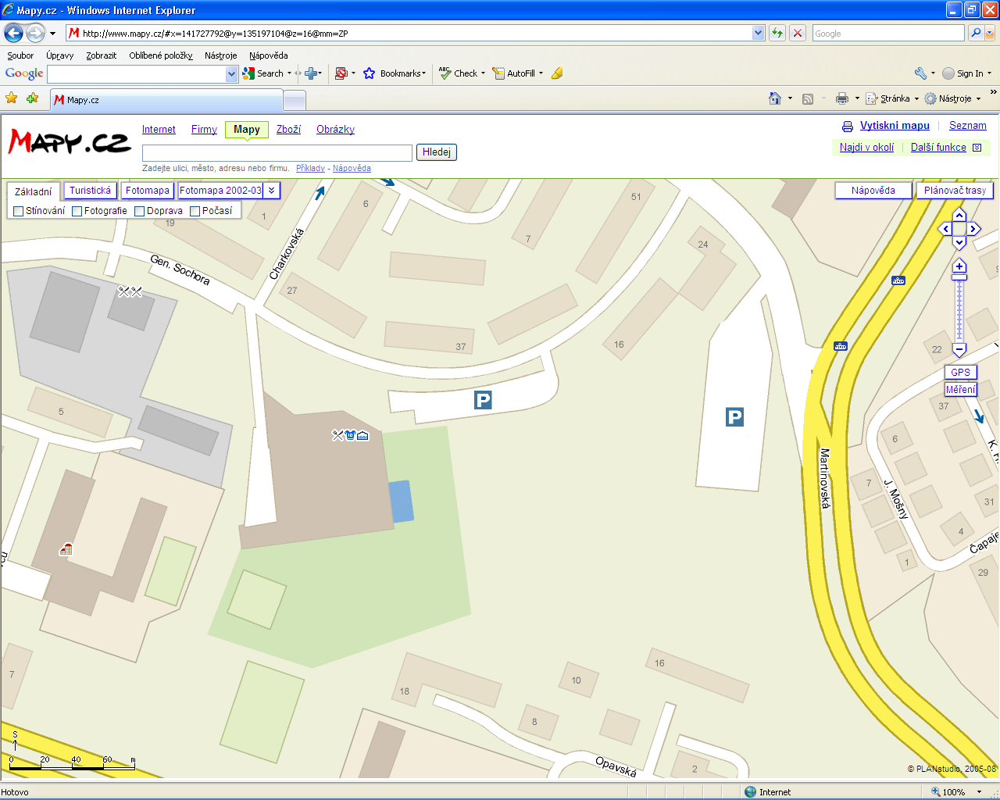 Mapy.cz - Windows Internet Explorer
http://www.mapy.cz/#x=141727792@y=135197104@z=16@mm=ZP
Google
Soubor Úpravy Zobrazit Oblíbené položky Nástroje Nápověda
Google Search Bookmarks ABC Check AutoFill Sign In
Mapy.cz
Stránka Nástroje
MAPY.CZ
Internet Firmy Mapy Zboží Obrázky
Vytiskni mapu Seznam
Hledej
Najdi v okolí Další funkce
Zadejte ulici, město, adresu nebo firmu. Příklady - Nápověda
Základní Turistická Fotomapa Fotomapa 2002-03
Nápověda Plánovač trasy
Stínování Fotografie Doprava Počasí
19
1
6
7
51
24
Gen. Sochora
Charkovská
27
37
16
22
GPS
Měření
P
P
5
37
6
7
31
4
1
29
Martinovská
J. Mošny
Čapaje
7
18
10
16
8
2
Opavská
S
0 20 40 60 m
© PLANstudio, 2005-08
Hotovo
Internet
100%